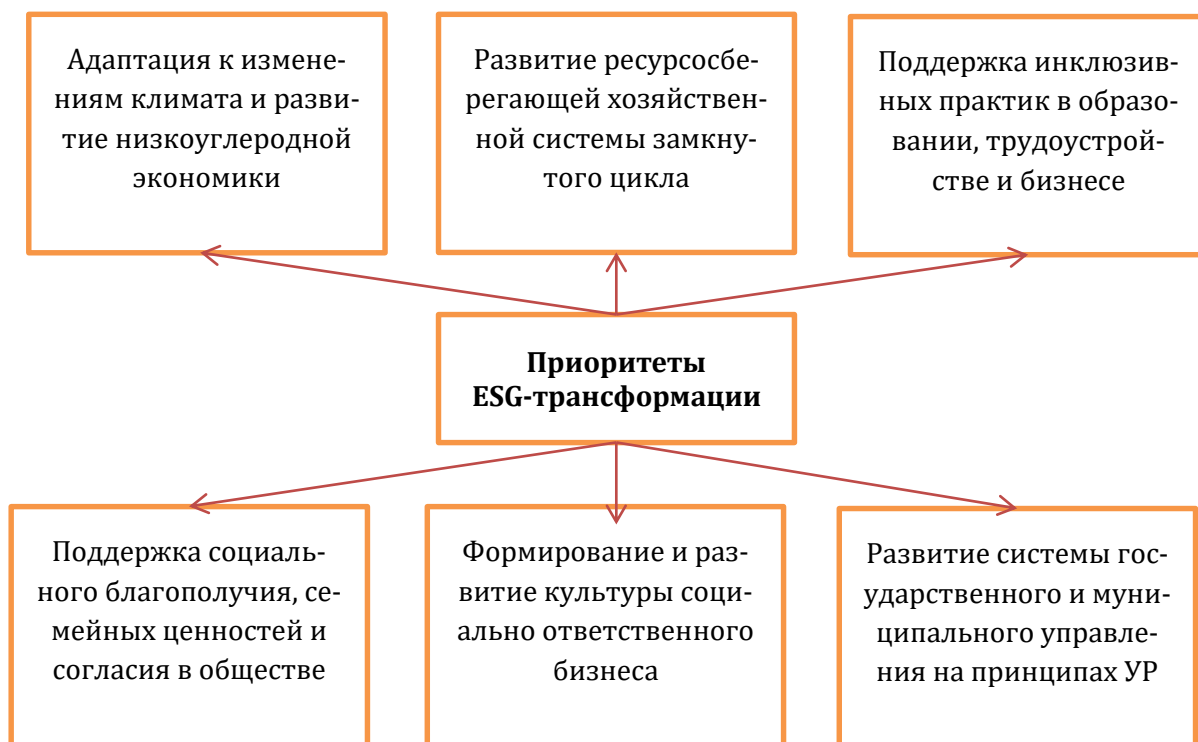 Адаптация к измене-
ниям климата и разви-
тие низкоуглеродной
экономики
Развитие ресурсосбе-
регающей хозяйствен-
ной системы замкну-
того цикла
Поддержка инклюзив-
ных практик в образо-
вании, трудоустрой-
стве и бизнесе
Приоритеты
ESG-трансформации
Поддержка социаль-
ного благополучия, се-
мейных ценностей и
согласия в обществе
Формирование и раз-
витие культуры соци-
ально ответственного
бизнеса
Развитие системы гос-
ударственного и муни-
ципального управле-
ния на принципах УР